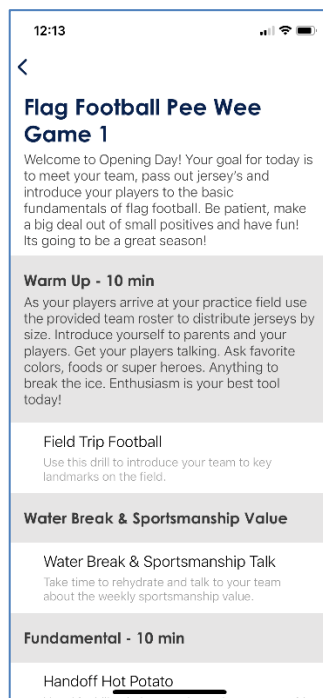 12:13
Flag Football Pee Wee
Game 1
Welcome to Opening Day! Your goal for today is
to meet your team, pass out jersey's and
introduce your players to the basic
fundamentals of flag football. Be patient, make
a big deal out of small positives and have fun!
Its going to be a great season!
Warm Up - 10 min
As your players arrive at your practice field use
the provided team roster to distribute jerseys by
size. Introduce yourself to parents and your
players. Get your players talking. Ask favorite
colors, foods or super heroes. Anything to
break the ice. Enthusiasm is your best tool
today!
Field Trip Football
Use this drill to introduce your team to key
landmarks on the field.
Water Break & Sportsmanship Value
Water Break & Sportsmanship Talk
Take time to rehydrate and talk to your team
about the weekly sportsmanship value.
Fundamental - 10 min
Handoff Hot Potato